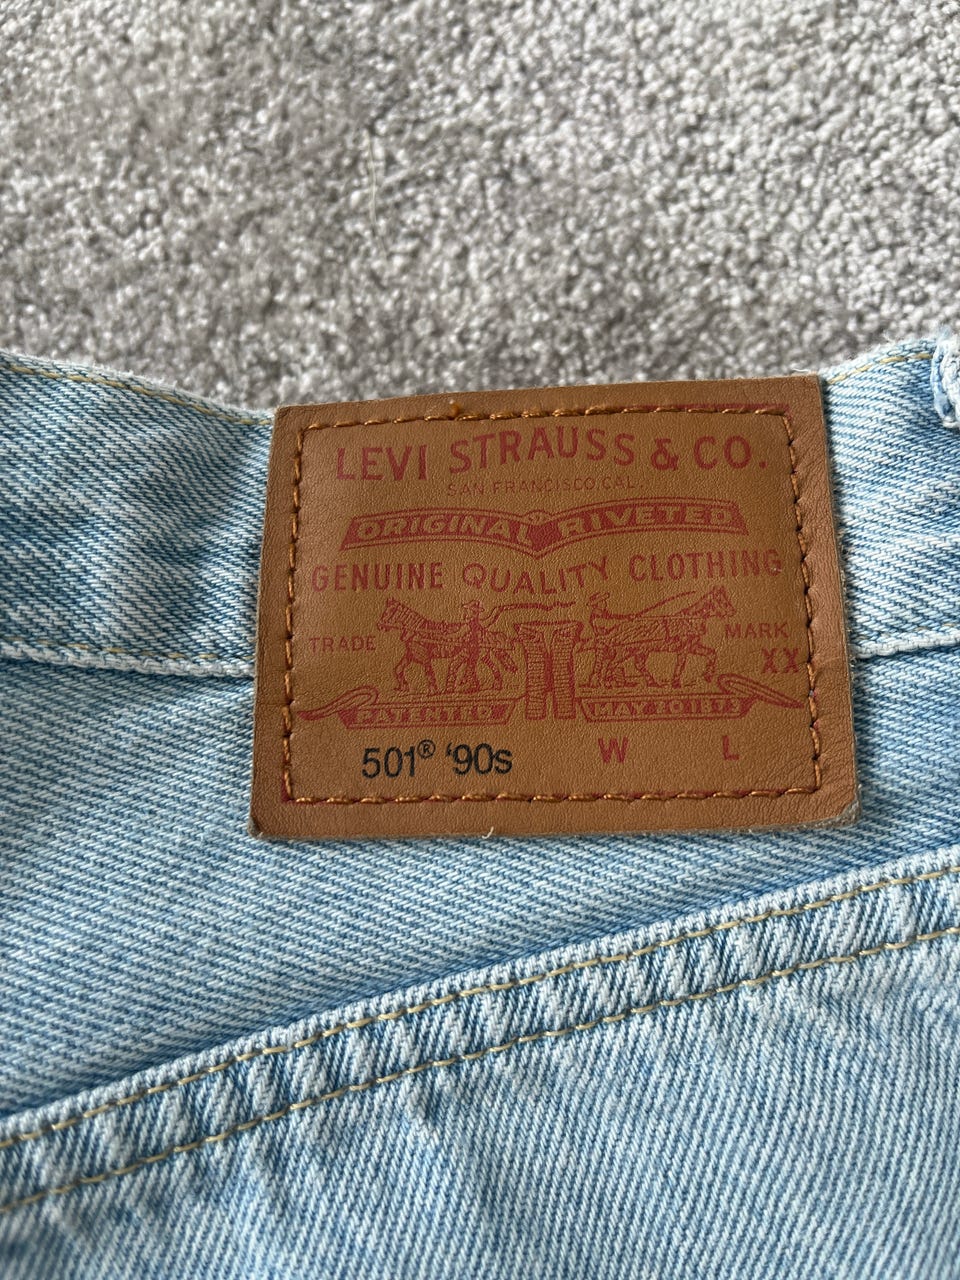 LEVI STRAUSS & CO.
SAN FRANCISCO, CAL.
ORIGINAL RIVETED
GENUINE QUALITY CLOTHING
TRADE MARK
XX
PATENTED MAY 20 1873
501® '90s W L